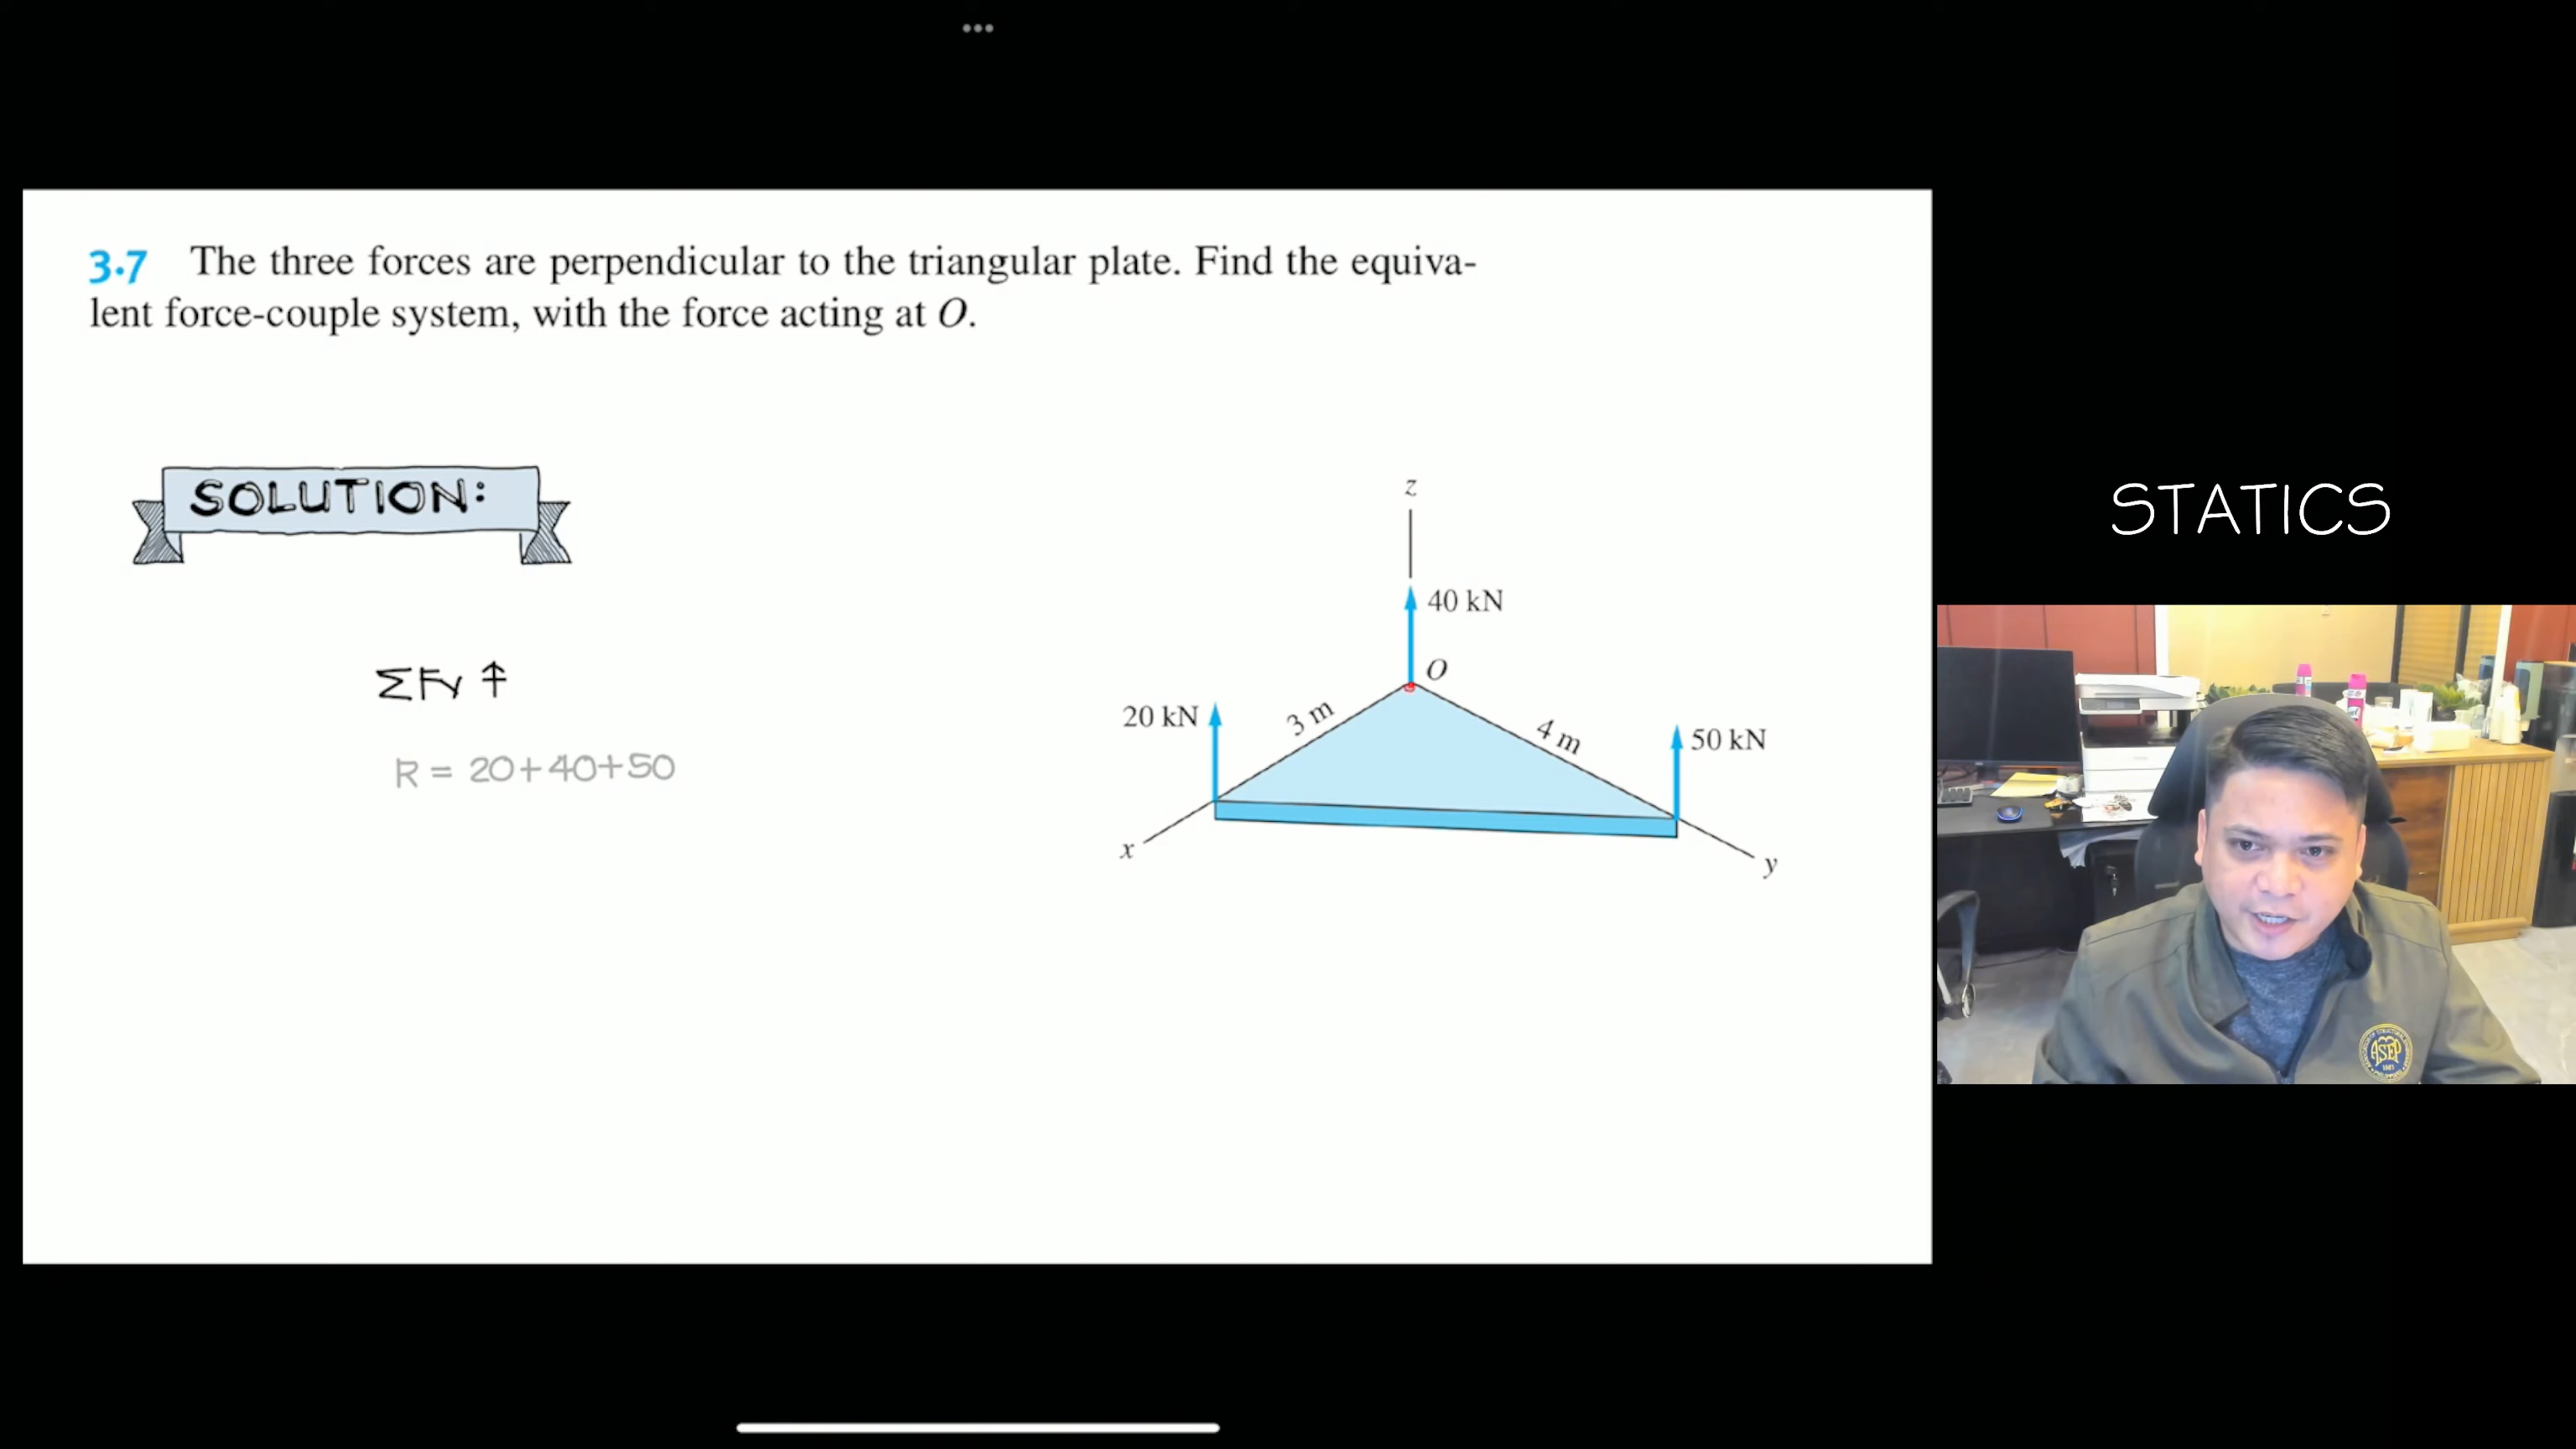 3.7 The three forces are perpendicular to the triangular plate. Find the equiva-
lent force-couple system, with the force acting at O.
SOLUTION:
ΣFy ↑
R = 20+40+50
z
40 kN
O
20 kN
3 m
4 m
50 kN
x
y
STATICS
ASEP